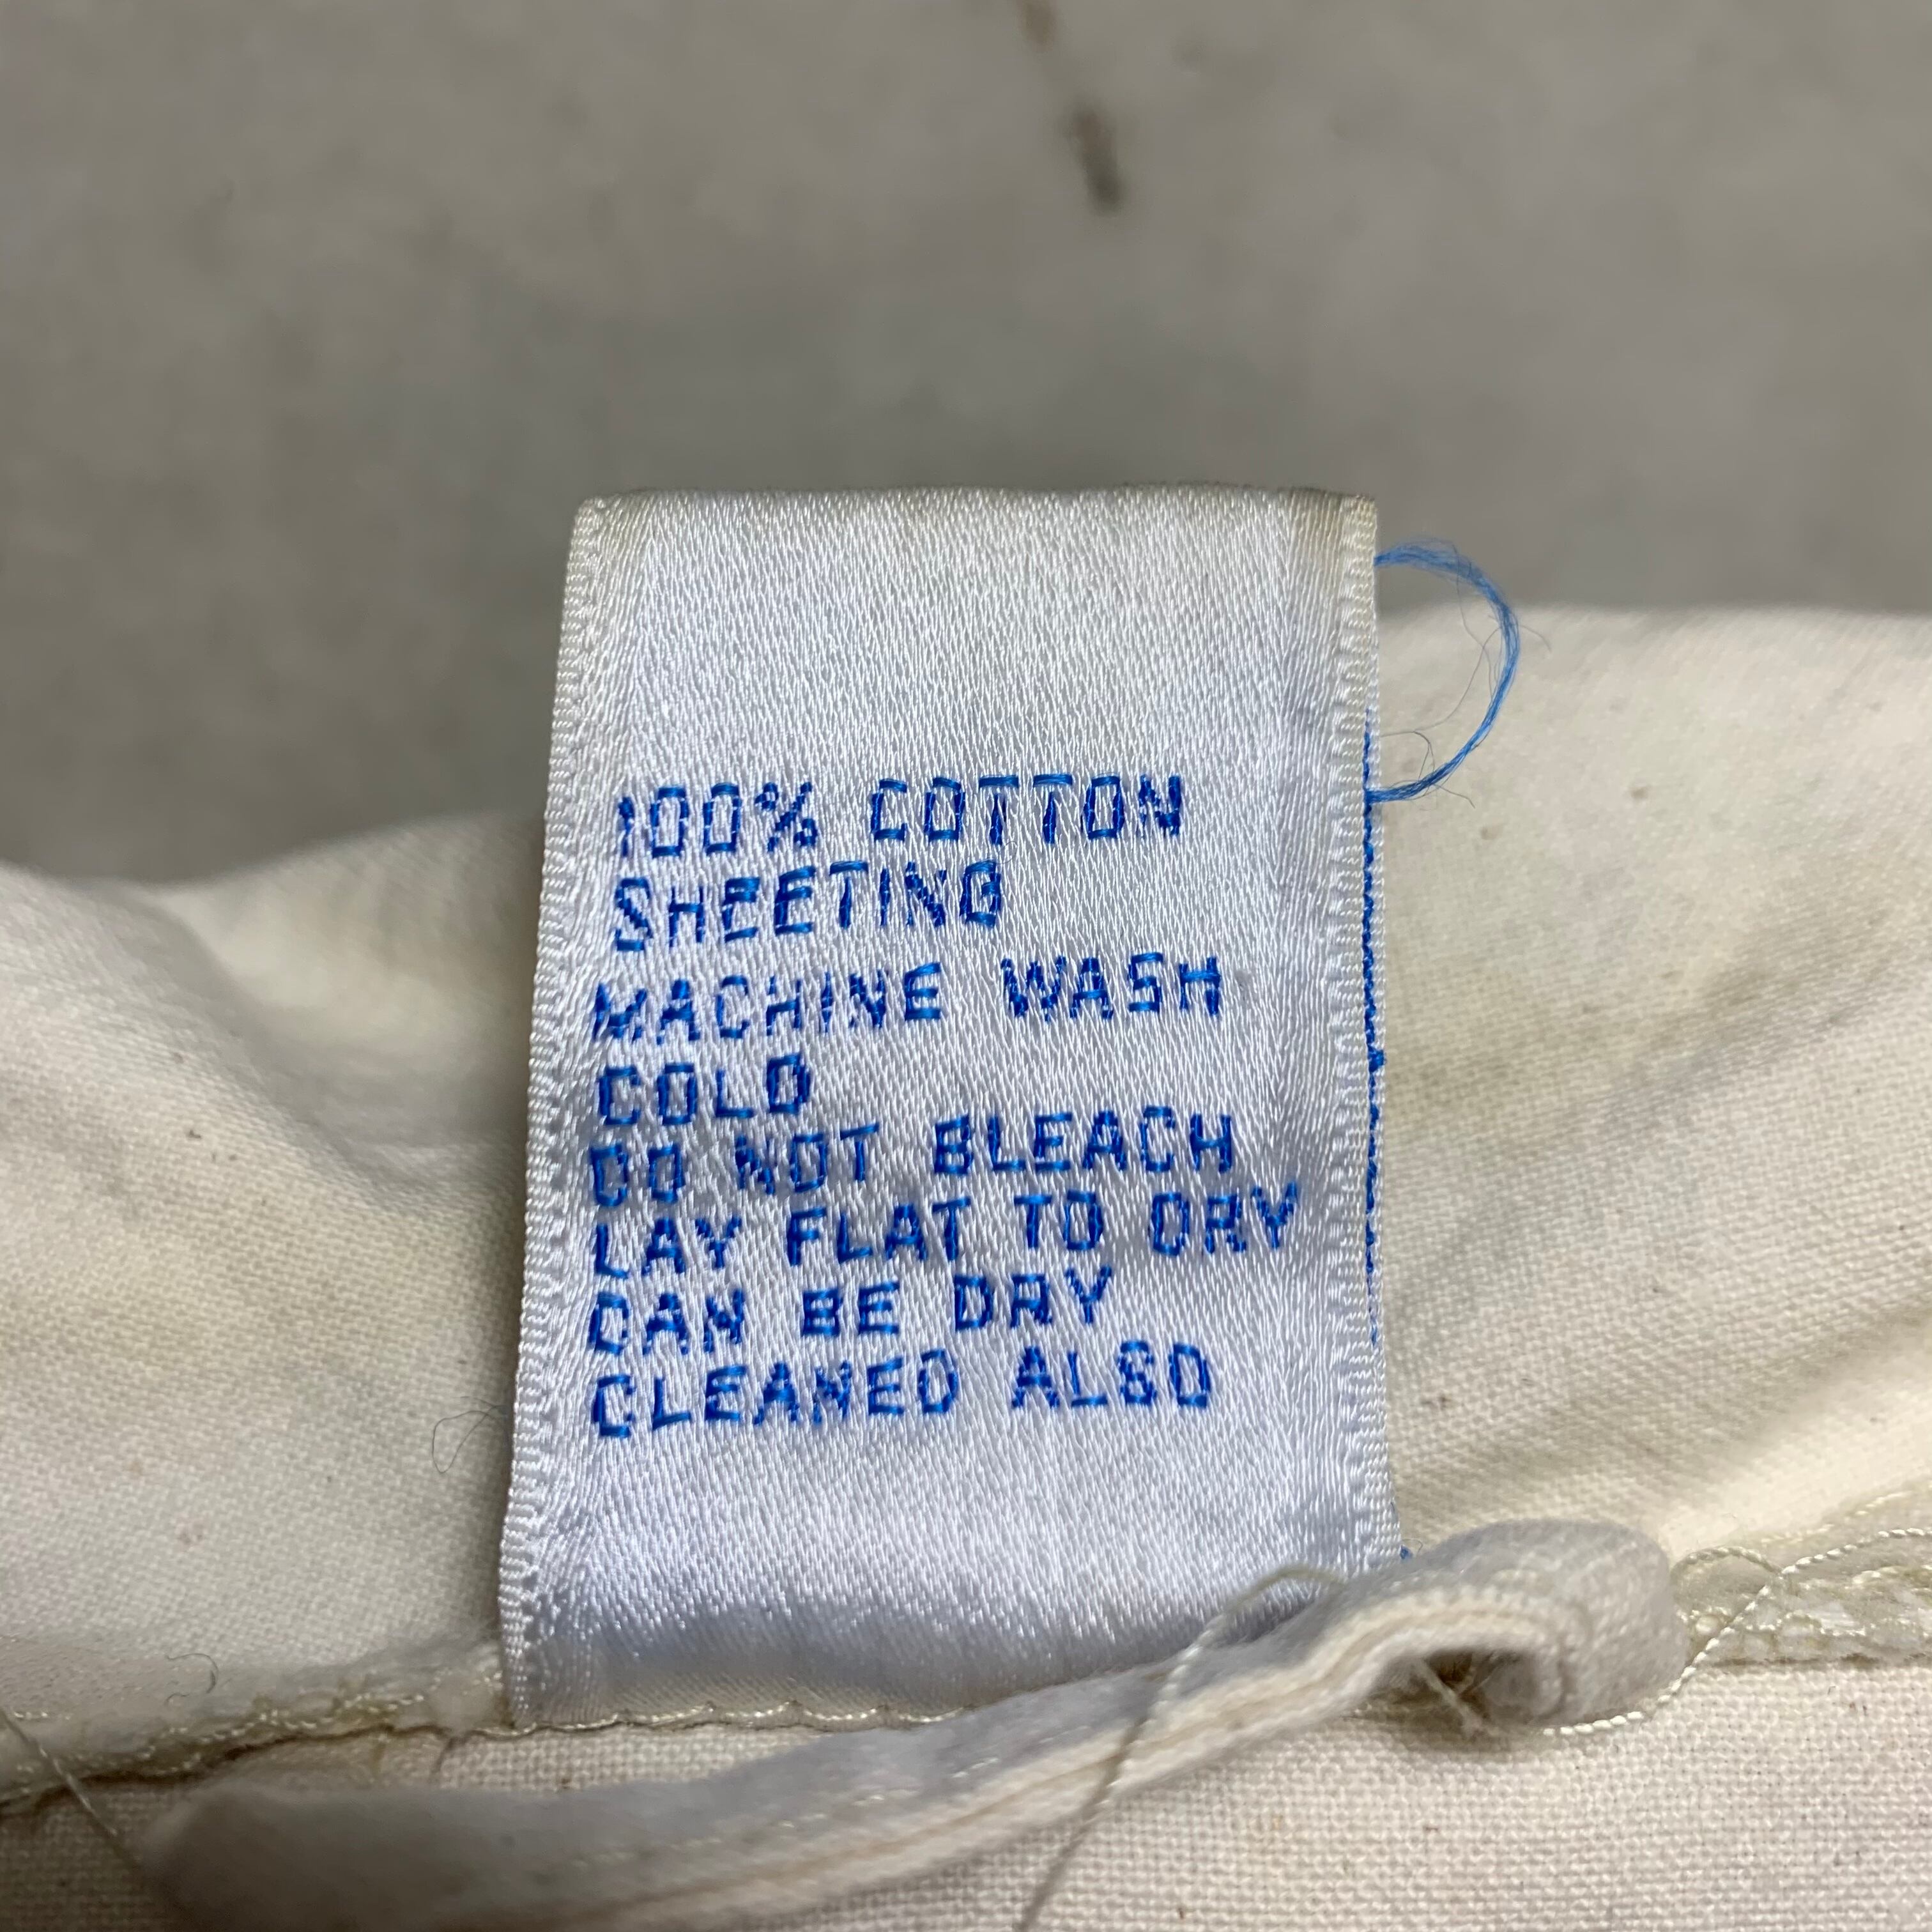 100% COTTON
SHEETING
MACHINE WASH
COLD
DO NOT BLEACH
LAY FLAT TO DRY
CAN BE DRY
CLEANED ALSO